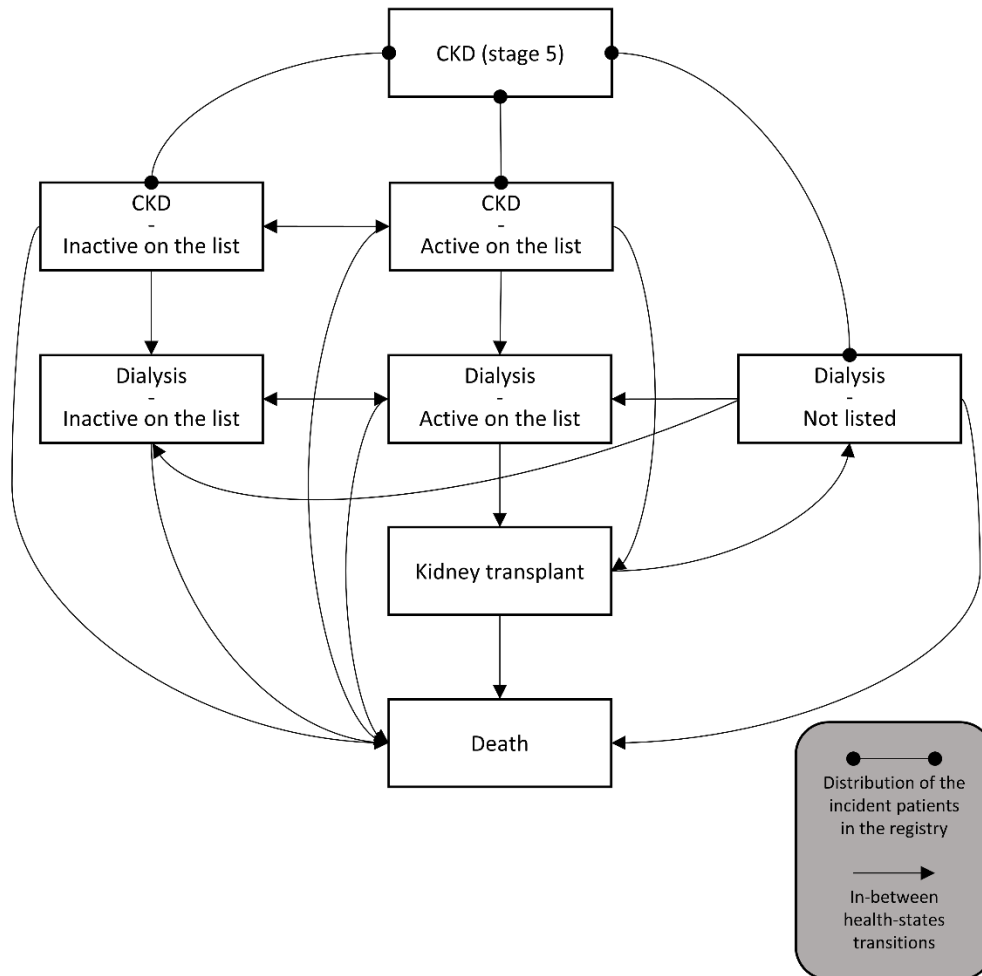 CKD (stage 5)
CKD
-
Inactive on the list
CKD
-
Active on the list
Dialysis
-
Inactive on the list
Dialysis
-
Active on the list
Dialysis
-
Not listed
Kidney transplant
Death
Distribution of the
incident patients
in the registry
In-between
health-states
transitions